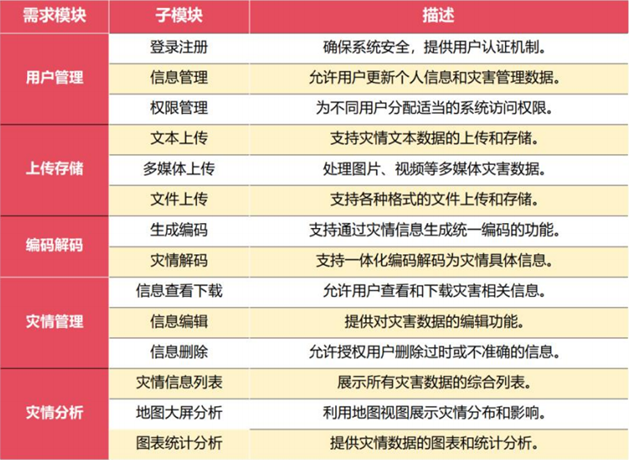 需求模块 子模块 描述
用户管理
登录注册 确保系统安全，提供用户认证机制。
信息管理 允许用户更新个人信息和灾害管理数据。
权限管理 为不同用户分配适当的系统访问权限。
上传存储
文本上传 支持灾情文本数据的上传和存储。
多媒体上传 处理图片、视频等多媒体灾害数据。
文件上传 支持各种格式的文件上传和存储。
编码解码
生成编码 支持通过灾情信息生成统一编码的功能。
灾情解码 支持一体化编码解码为灾情具体信息。
灾情管理
信息查看下载 允许用户查看和下载灾害相关信息。
信息编辑 提供对灾害数据的编辑功能。
信息删除 允许授权用户删除过时或不准确的信息。
灾情分析
灾情信息列表 展示所有灾害数据的综合列表。
地图大屏分析 利用地图视图展示灾情分布和影响。
图表统计分析 提供灾情数据的图表和统计分析。